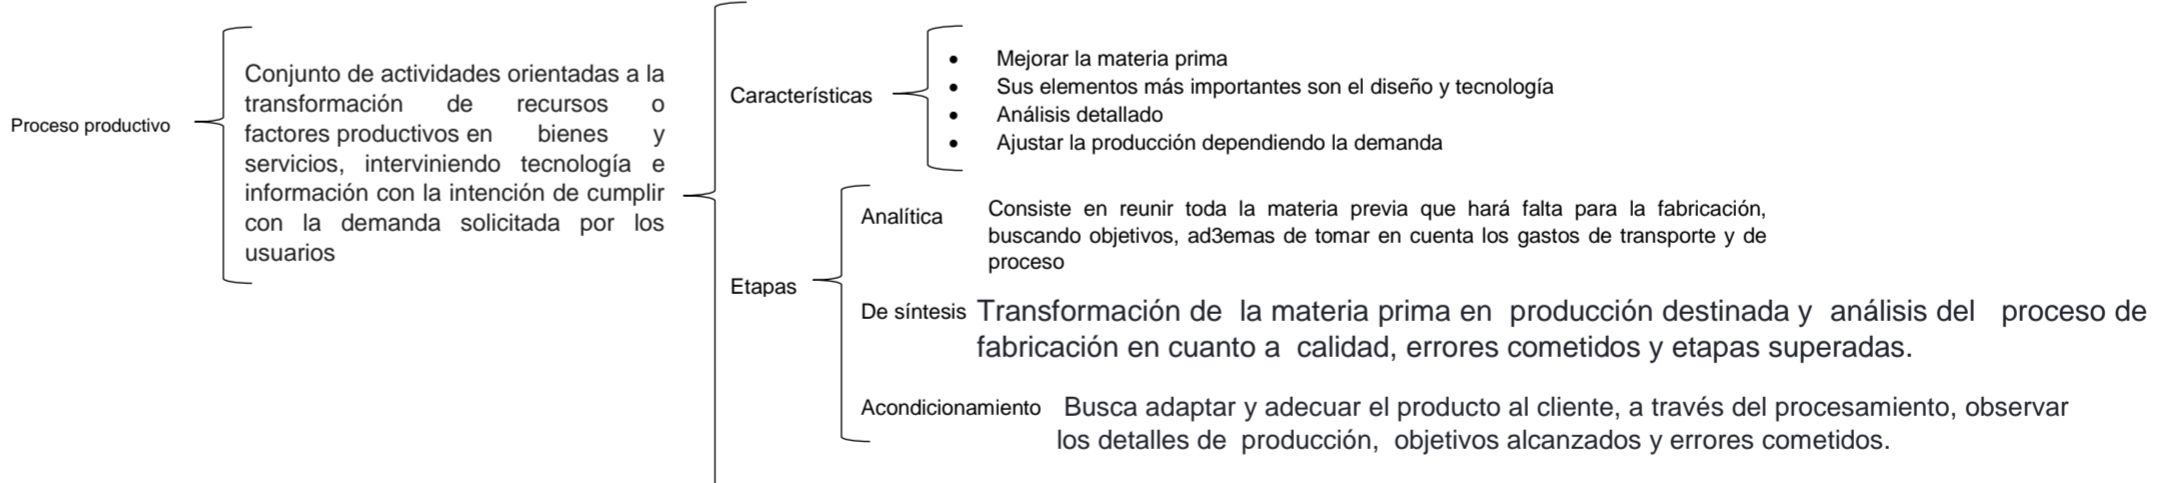 Proceso productivo
Conjunto de actividades orientadas a la
transformación de recursos o
factores productivos en bienes y
servicios, interviniendo tecnología e
información con la intención de cumplir
con la demanda solicitada por los
usuarios
Características
• Mejorar la materia prima
• Sus elementos más importantes son el diseño y tecnología
• Análisis detallado
• Ajustar la producción dependiendo la demanda
Etapas
Analítica
Consiste en reunir toda la materia previa que hará falta para la fabricación,
buscando objetivos, ad3emas de tomar en cuenta los gastos de transporte y de
proceso
De síntesis
Transformación de la materia prima en producción destinada y análisis del proceso de
fabricación en cuanto a calidad, errores cometidos y etapas superadas.
Acondicionamiento
Busca adaptar y adecuar el producto al cliente, a través del procesamiento, observar
los detalles de producción, objetivos alcanzados y errores cometidos.